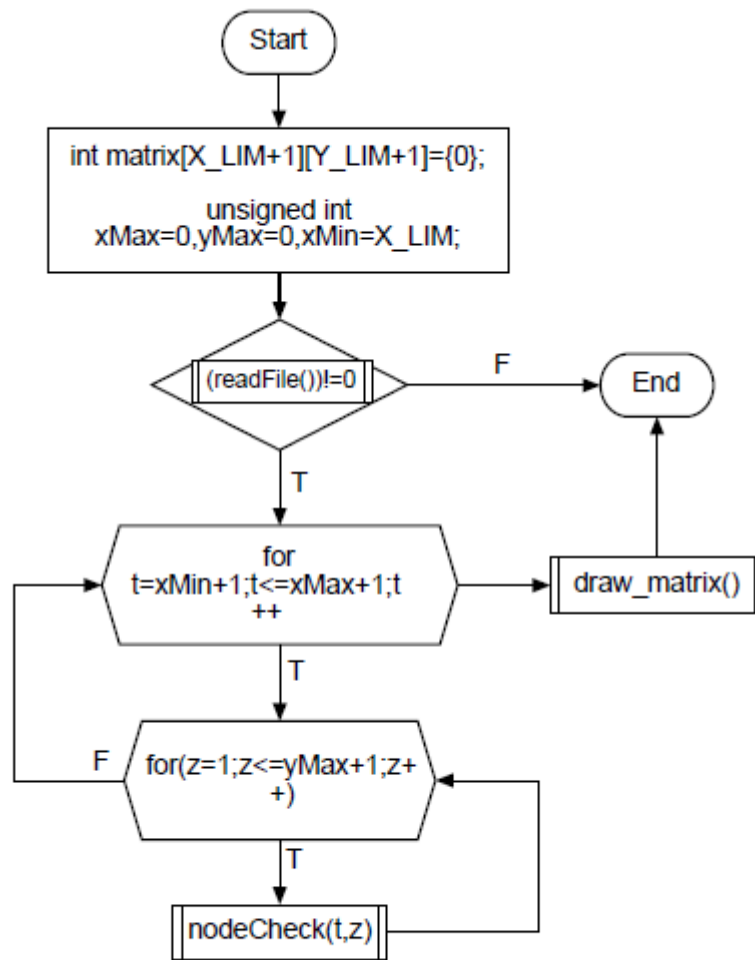 Start
int matrix[X_LIM+1][Y_LIM+1]={0};
unsigned int
xMax=0,yMax=0,xMin=X_LIM;
(readFile())!=0
F
End
T
for
t=xMin+1;t<=xMax+1;t
++
draw_matrix()
T
F
for(z=1;z<=yMax+1;z+
+)
T
nodeCheck(t,z)